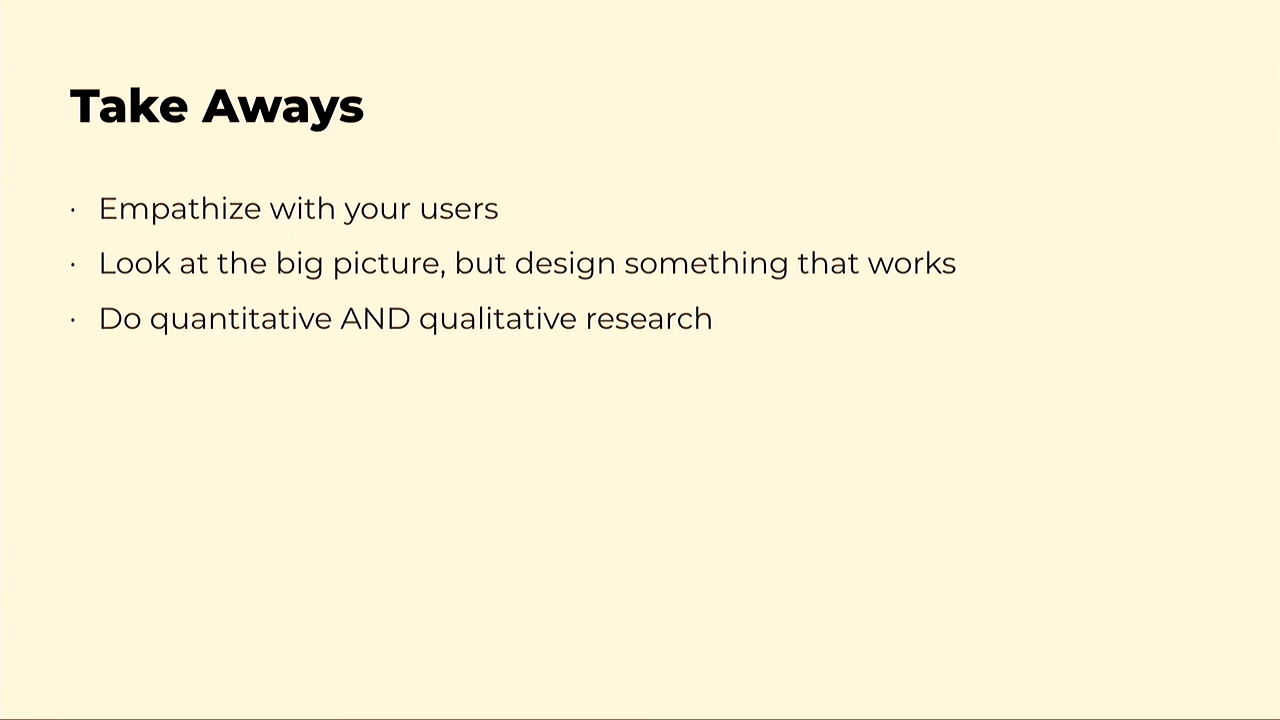 Take Aways
· Empathize with your users
· Look at the big picture, but design something that works
· Do quantitative AND qualitative research